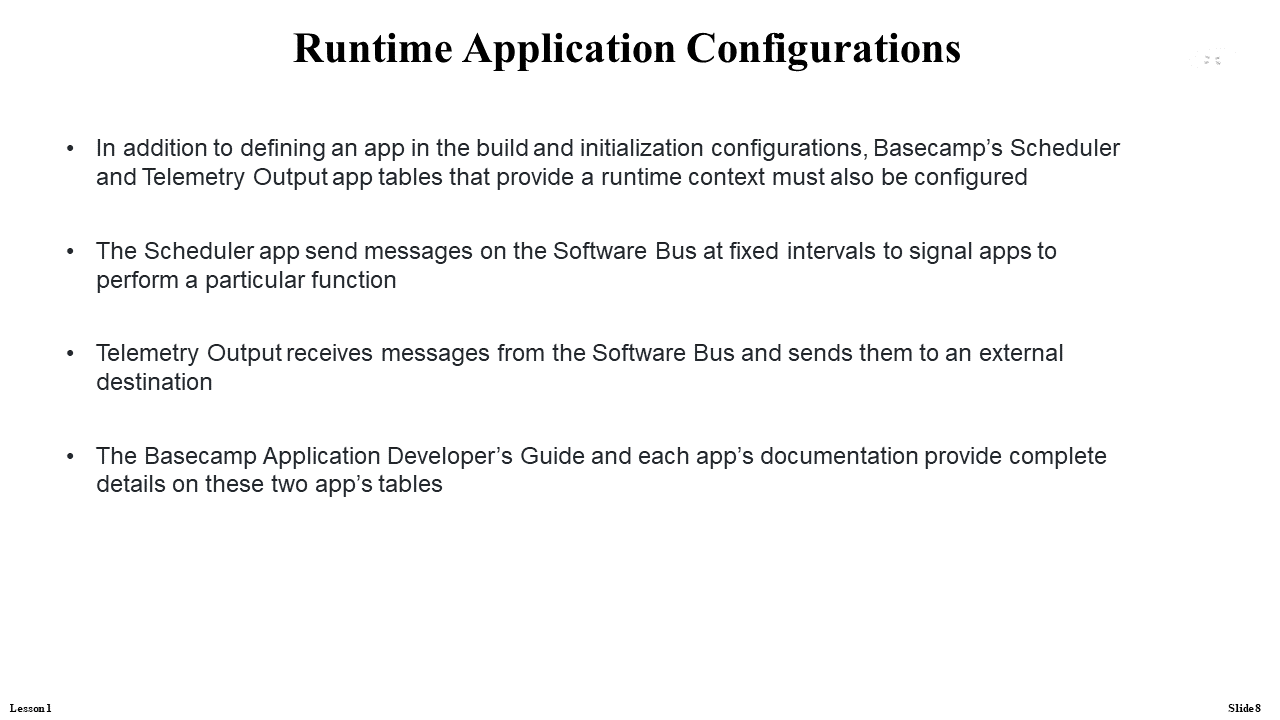 Runtime Application Configurations
• In addition to defining an app in the build and initialization configurations, Basecamp’s Scheduler
and Telemetry Output app tables that provide a runtime context must also be configured
• The Scheduler app send messages on the Software Bus at fixed intervals to signal apps to
perform a particular function
• Telemetry Output receives messages from the Software Bus and sends them to an external
destination
• The Basecamp Application Developer’s Guide and each app’s documentation provide complete
details on these two app’s tables
Lesson 1
Slide 8